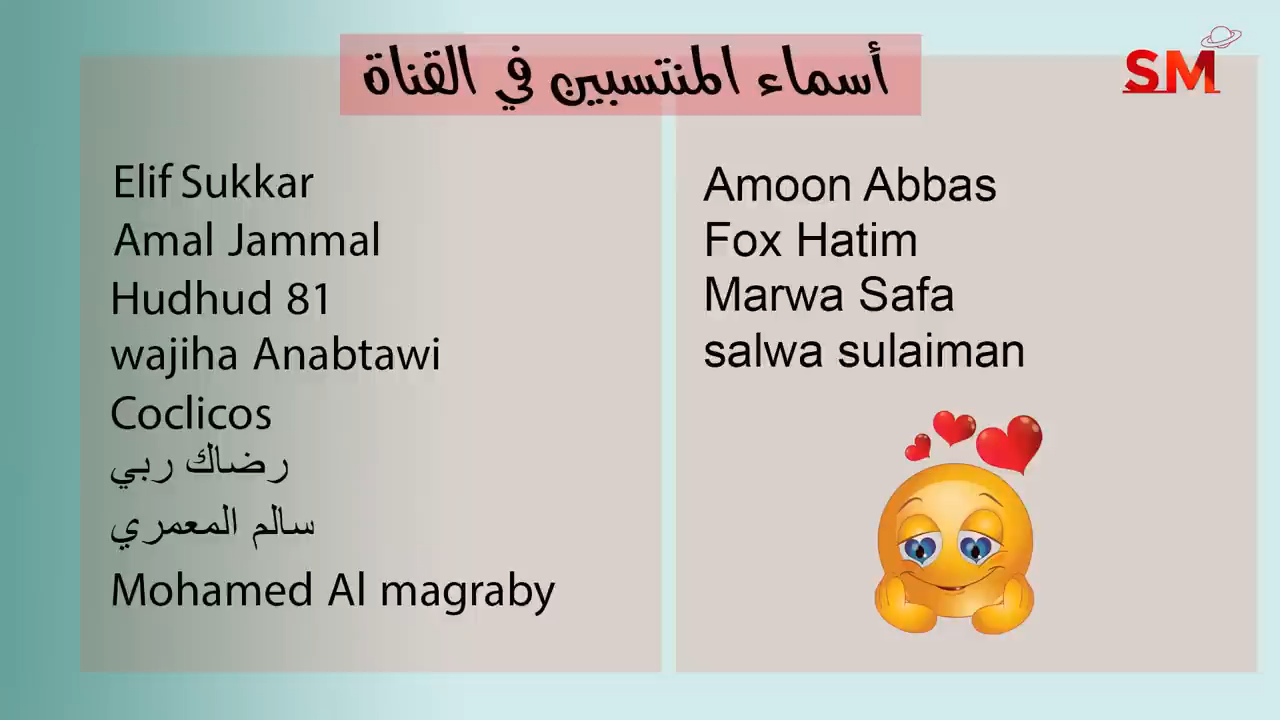 أسماء المنتسبين في القناة
SM
Elif Sukkar
Amal Jammal
Hudhud 81
wajiha Anabtawi
Coclicos
رضاك ربي
سالم المعمري
Mohamed Al magraby
Amoon Abbas
Fox Hatim
Marwa Safa
salwa sulaiman